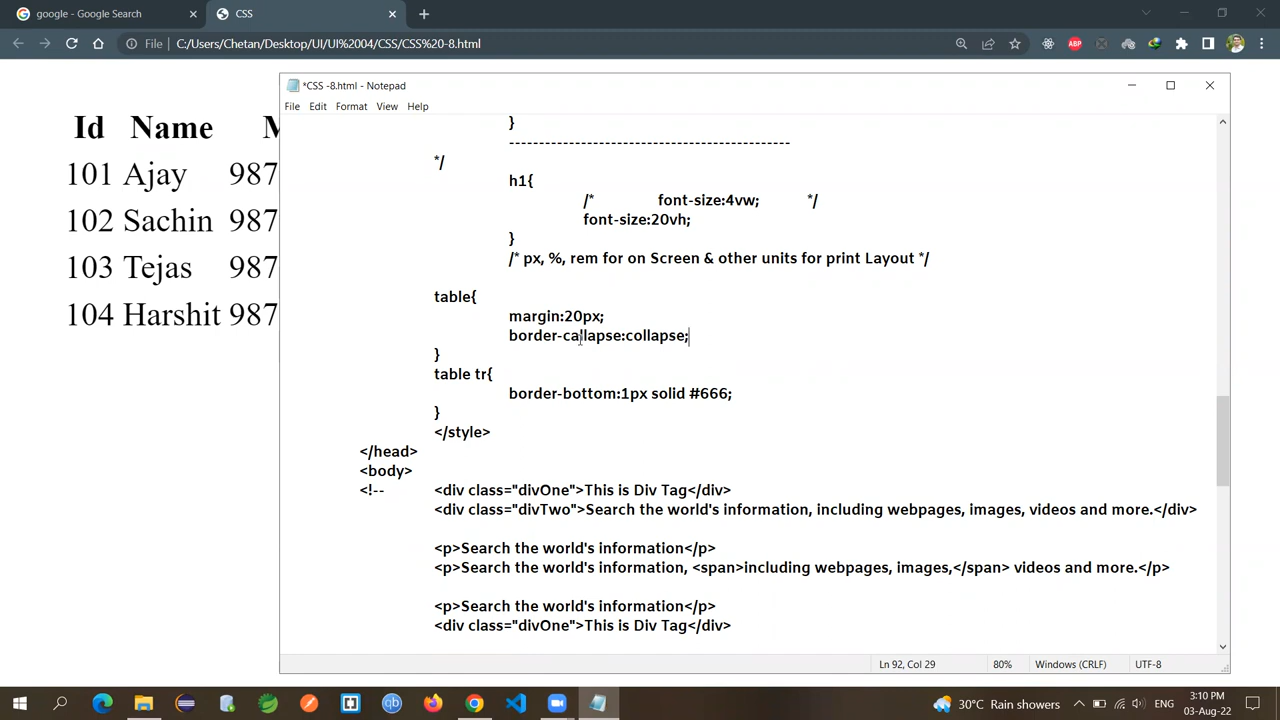 google - Google Search
CSS
File
C:/Users/Chetan/Desktop/UI/UI%2004/CSS/CSS%20-8.html
ABP
*CSS -8.html - Notepad
File Edit Format View Help
}
-----------------------------------------------
*/
h1{
/* font-size:4vw; */
font-size:20vh;
}
/* px, %, rem for on Screen & other units for print Layout */
table{
margin:20px;
border-callapse:collapse;
}
table tr{
border-bottom:1px solid #666;
}
</style>
</head>
<body>
<!-- <div class="divOne">This is Div Tag</div>
<div class="divTwo">Search the world's information, including webpages, images, videos and more.</div>
<p>Search the world's information</p>
<p>Search the world's information, <span>including webpages, images,</span> videos and more.</p>
<p>Search the world's information</p>
<div class="divOne">This is Div Tag</div>
Ln 92, Col 29
80%
Windows (CRLF)
UTF-8
Id Name M
101 Ajay 987
102 Sachin 987
103 Tejas 987
104 Harshit 987
qb
30°C Rain showers
ENG
3:10 PM
03-Aug-22